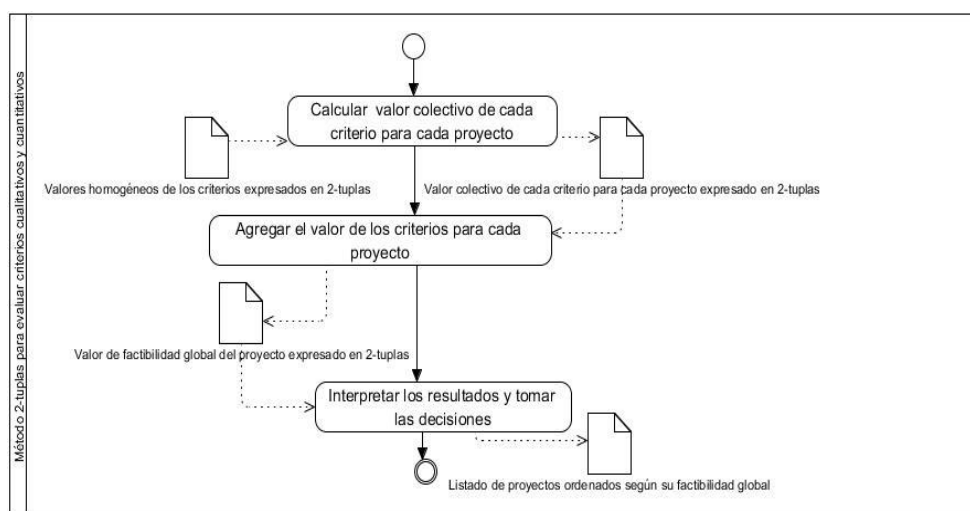 Método 2-tuplas para evaluar criterios cualitativos y cuantitativos
Calcular valor colectivo de cada
criterio para cada proyecto
Valores homogéneos de los criterios expresados en 2-tuplas
Valor colectivo de cada criterio para cada proyecto expresado en 2-tuplas
Agregar el valor de los criterios para cada
proyecto
Valor de factibilidad global del proyecto expresado en 2-tuplas
Interpretar los resultados y tomar
las decisiones
Listado de proyectos ordenados según su factibilidad global